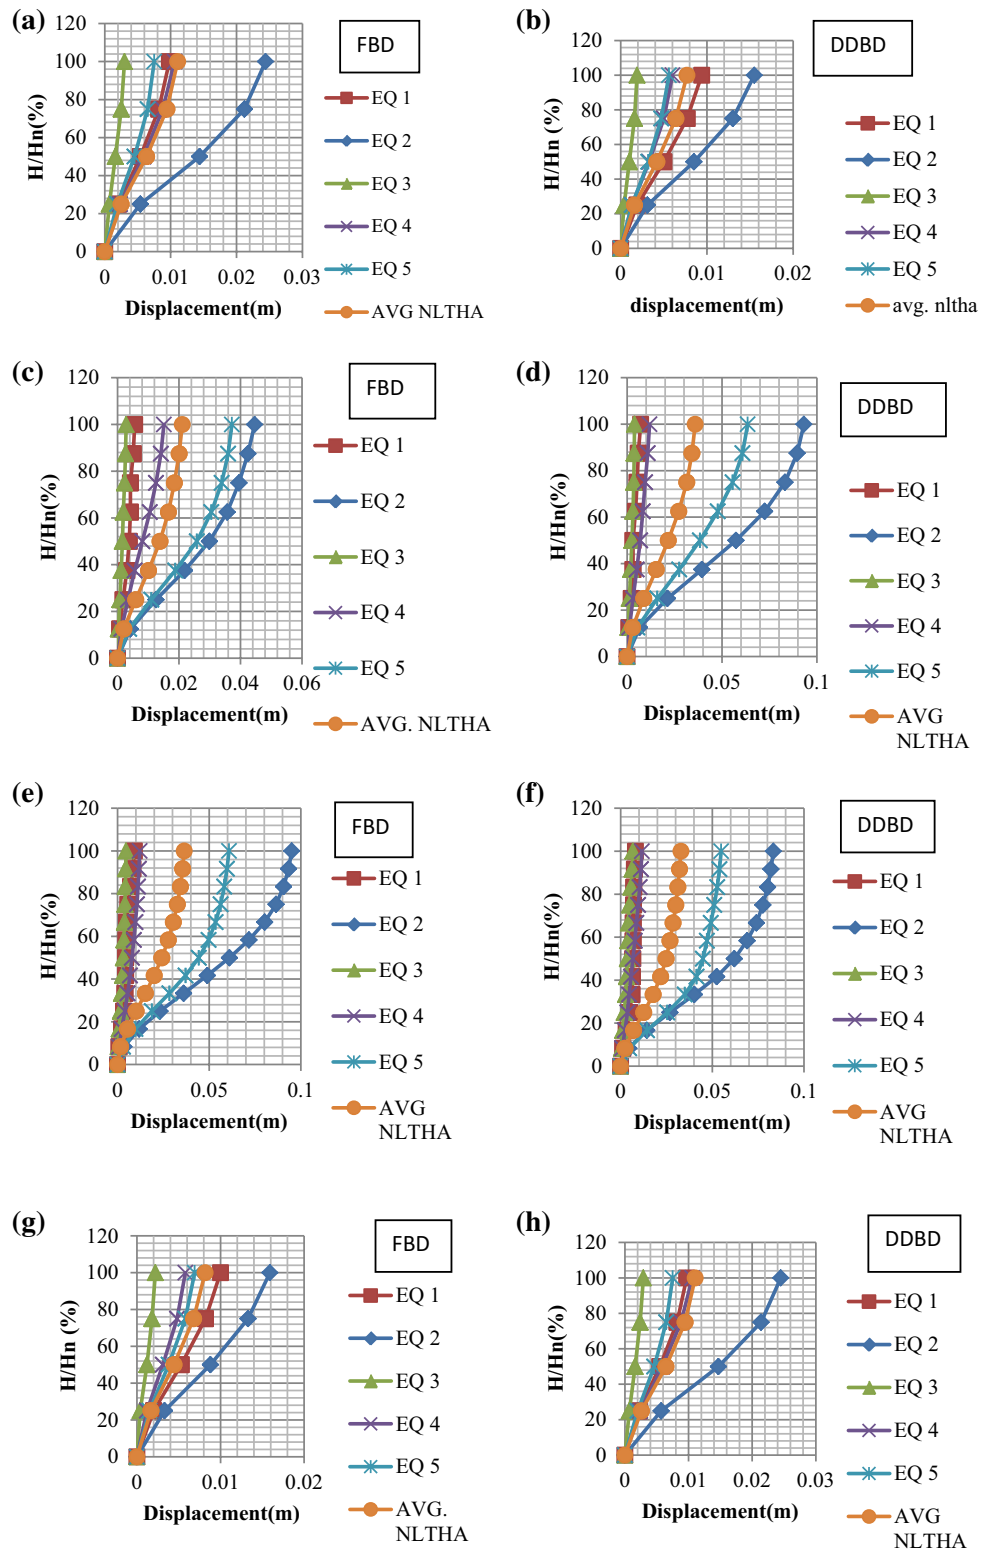 (a)
120
100
80
60
40
20
0
H/Hn(%)
0 0.01 0.02 0.03
Displacement(m)
FBD
EQ 1
EQ 2
EQ 3
EQ 4
EQ 5
AVG NLTHA
(b)
120
100
80
60
40
20
0
H/Hn (%)
0 0.01 0.02
displacement(m)
DDBD
EQ 1
EQ 2
EQ 3
EQ 4
EQ 5
avg. nltha
(c)
120
100
80
60
40
20
0
H/Hn(%)
0 0.02 0.04 0.06
Displacement(m)
FBD
EQ 1
EQ 2
EQ 3
EQ 4
EQ 5
AVG. NLTHA
(d)
120
100
80
60
40
20
0
H/Hn(%)
0 0.05 0.1
Displacement(m)
DDBD
EQ 1
EQ 2
EQ 3
EQ 4
EQ 5
AVG
NLTHA
(e)
120
100
80
60
40
20
0
H/Hn(%)
0 0.05 0.1
Displacement(m)
FBD
EQ 1
EQ 2
EQ 3
EQ 4
EQ 5
AVG
NLTHA
(f)
120
100
80
60
40
20
0
H/Hn(%)
0 0.05 0.1
Displacement(m)
DDBD
EQ 1
EQ 2
EQ 3
EQ 4
EQ 5
AVG
NLTHA
(g)
120
100
80
60
40
20
0
H/Hn (%)
0 0.01 0.02
Displacement(m)
FBD
EQ 1
EQ 2
EQ 3
EQ 4
EQ 5
AVG.
NLTHA
(h)
120
100
80
60
40
20
0
H/Hn(%)
0 0.01 0.02 0.03
Displacement(m)
DDBD
EQ 1
EQ 2
EQ 3
EQ 4
EQ 5
AVG
NLTHA